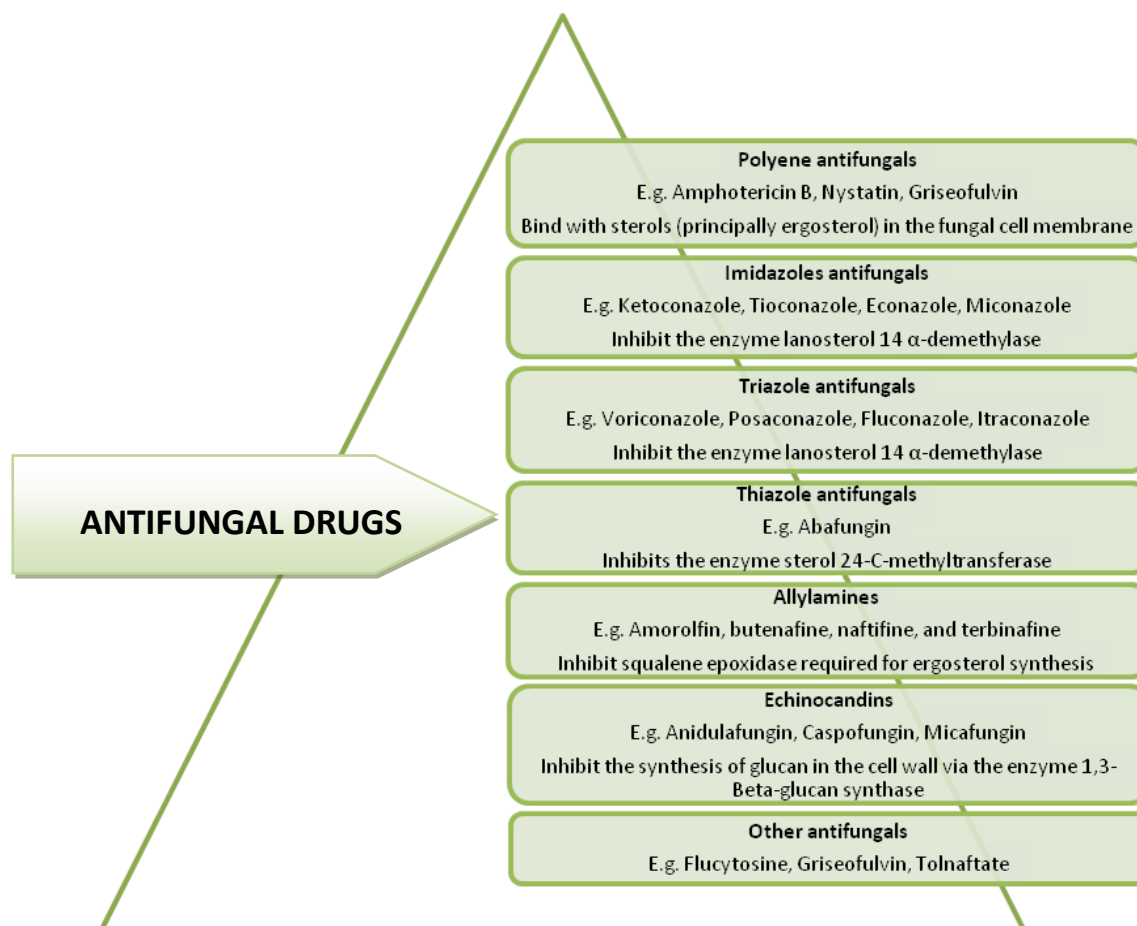 Polyene antifungals
E.g. Amphotericin B, Nystatin, Griseofulvin
Bind with sterols (principally ergosterol) in the fungal cell membrane
Imidazoles antifungals
E.g. Ketoconazole, Tioconazole, Econazole, Miconazole
Inhibit the enzyme lanosterol 14 α-demethylase
Triazole antifungals
E.g. Voriconazole, Posaconazole, Fluconazole, Itraconazole
Inhibit the enzyme lanosterol 14 α-demethylase
ANTIFUNGAL DRUGS
Thiazole antifungals
E.g. Abafungin
Inhibits the enzyme sterol 24-C-methyltransferase
Allylamines
E.g. Amorolfin, butenafine, naftifine, and terbinafine
Inhibit squalene epoxidase required for ergosterol synthesis
Echinocandins
E.g. Anidulafungin, Caspofungin, Micafungin
Inhibit the synthesis of glucan in the cell wall via the enzyme 1,3-
Beta-glucan synthase
Other antifungals
E.g. Flucytosine, Griseofulvin, Tolnaftate